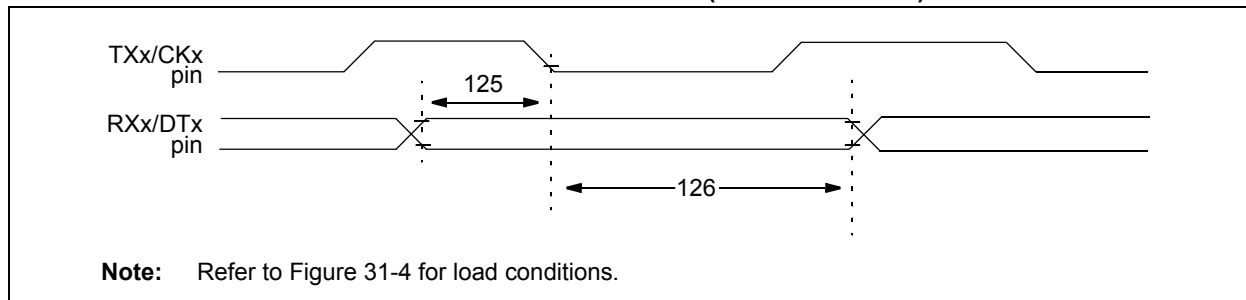 TXx/CKx
pin
125
RXx/DTx
pin
126
Note: Refer to Figure 31-4 for load conditions.